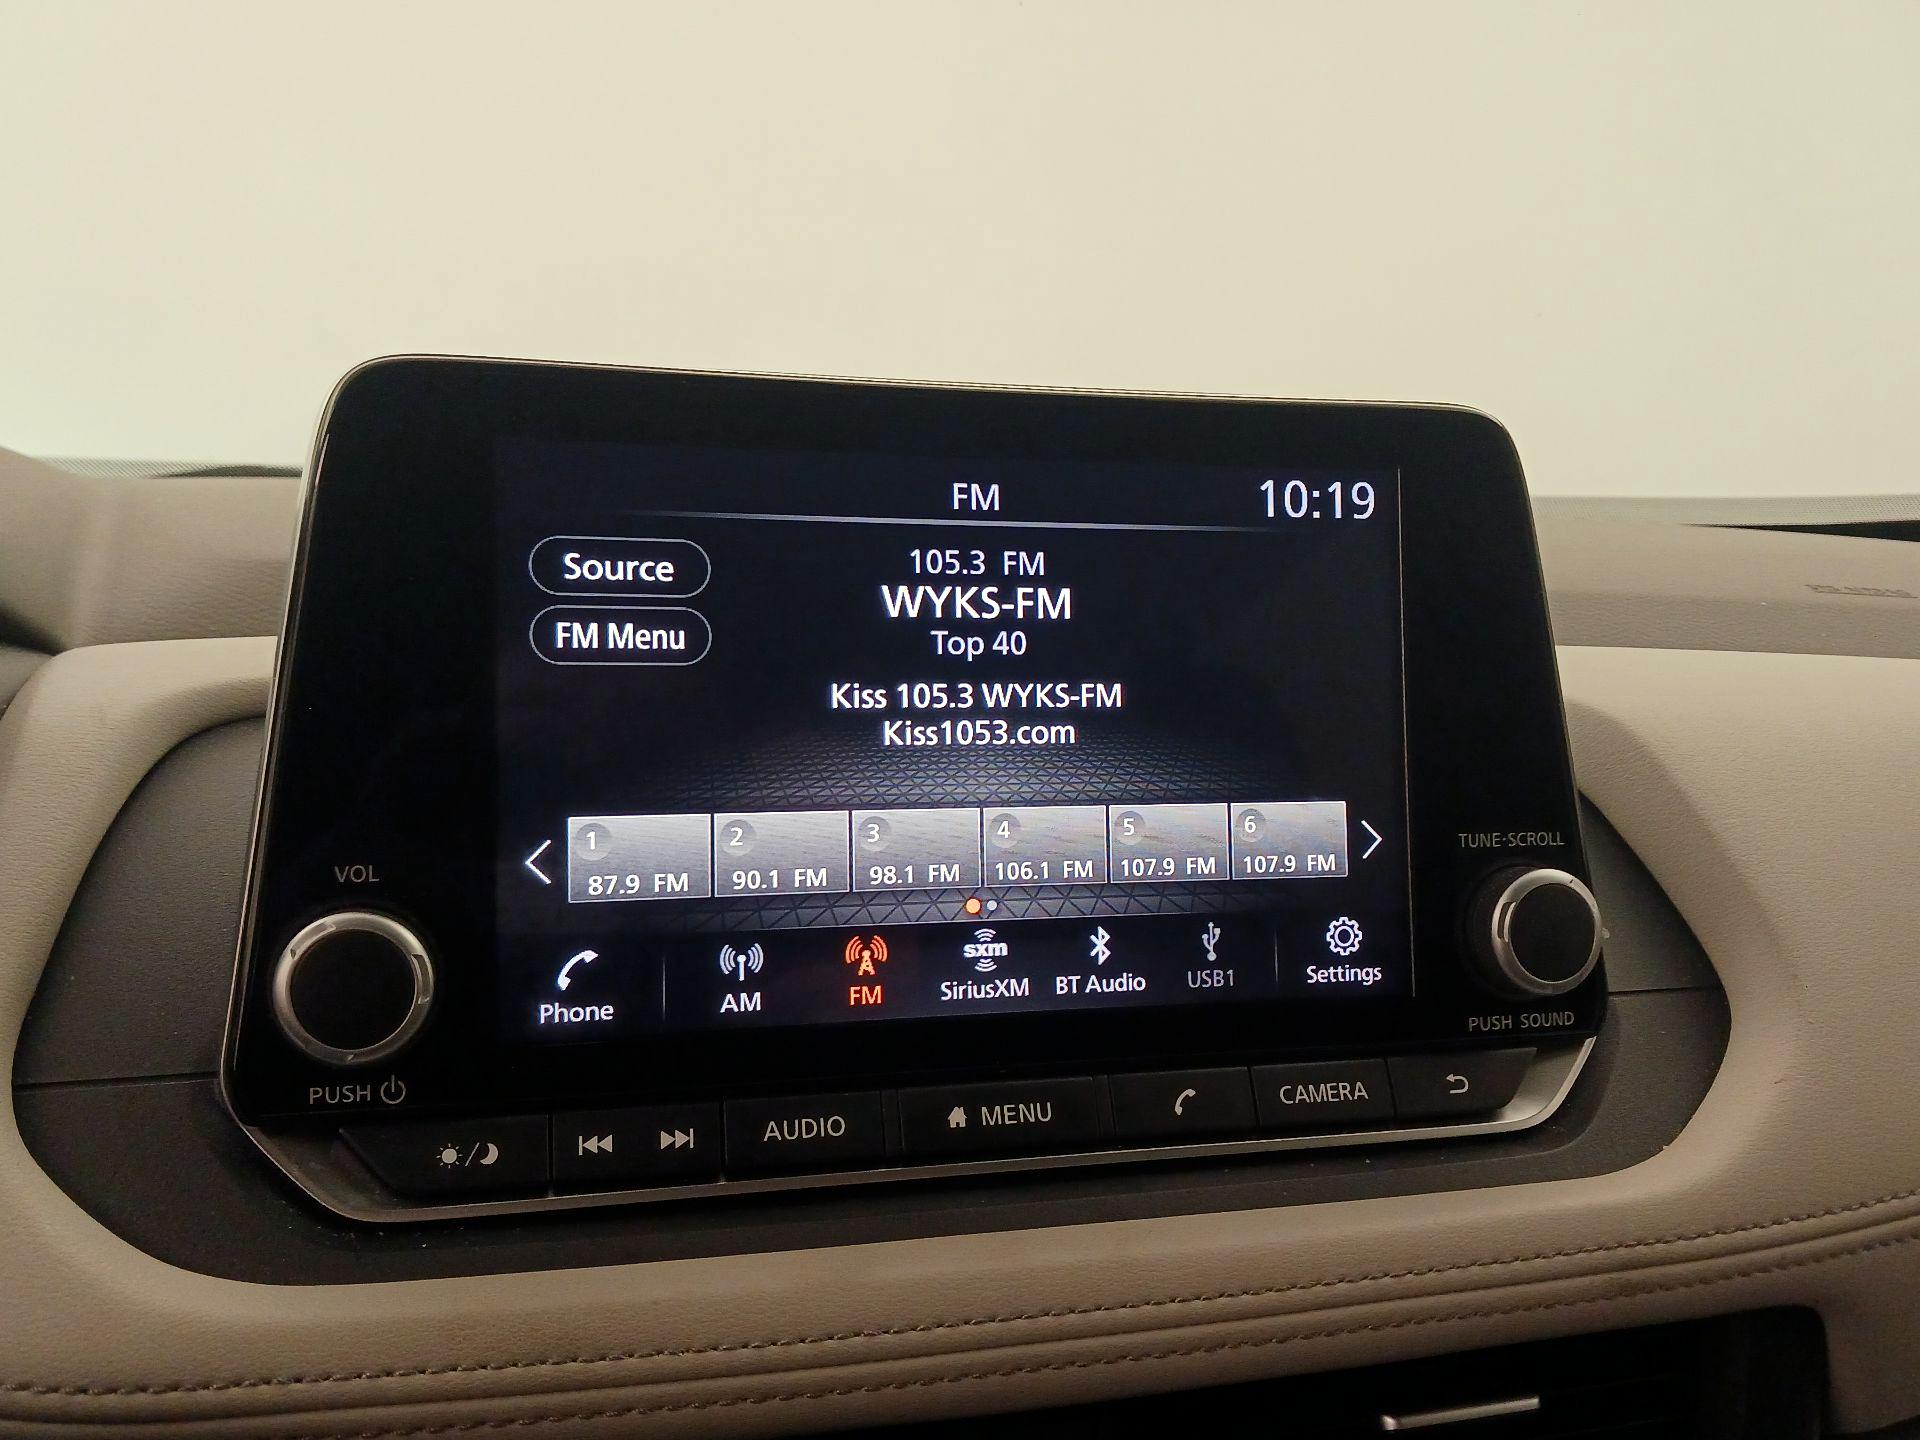 FM
10:19
Source
FM Menu
105.3 FM
WYKS-FM
Top 40
Kiss 105.3 WYKS-FM
Kiss1053.com
1
87.9 FM
2
90.1 FM
3
98.1 FM
4
106.1 FM
5
107.9 FM
6
107.9 FM
Phone
AM
FM
sxm
SiriusXM
BT Audio
USB1
Settings
VOL
PUSH
TUNE·SCROLL
PUSH SOUND
AUDIO
MENU
CAMERA